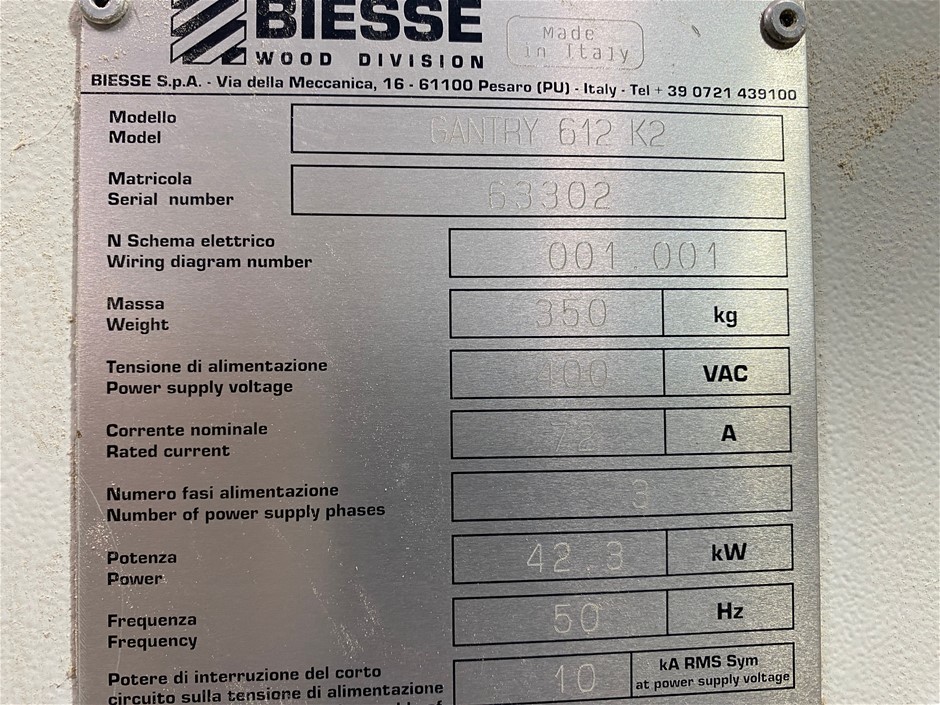 BIESSE
WOOD DIVISION
Made
in Italy
BIESSE S.p.A. - Via della Meccanica, 16 - 61100 Pesaro (PU) - Italy - Tel + 39 0721 439100
Modello
Model
GANTRY 612 K2
Matricola
Serial number
63302
N Schema elettrico
Wiring diagram number
001.001
Massa
Weight
350
kg
Tensione di alimentazione
Power supply voltage
400
VAC
Corrente nominale
Rated current
72
A
Numero fasi alimentazione
Number of power supply phases
3
Potenza
Power
42.3
kW
Frequenza
Frequency
50
Hz
Potere di interruzione del corto
circuito sulla tensione di alimentazione
10
kA RMS Sym
at power supply voltage